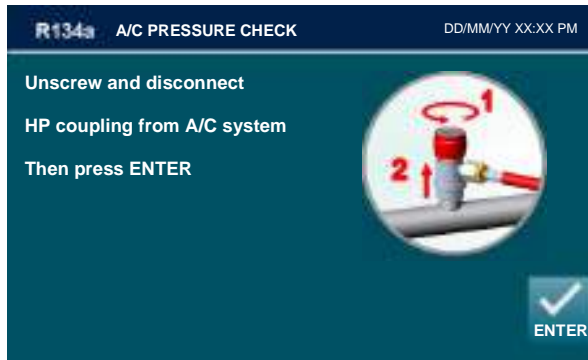 R134a A/C PRESSURE CHECK DD/MM/YY XX:XX PM
Unscrew and disconnect
HP coupling from A/C system
Then press ENTER
1
2
ENTER